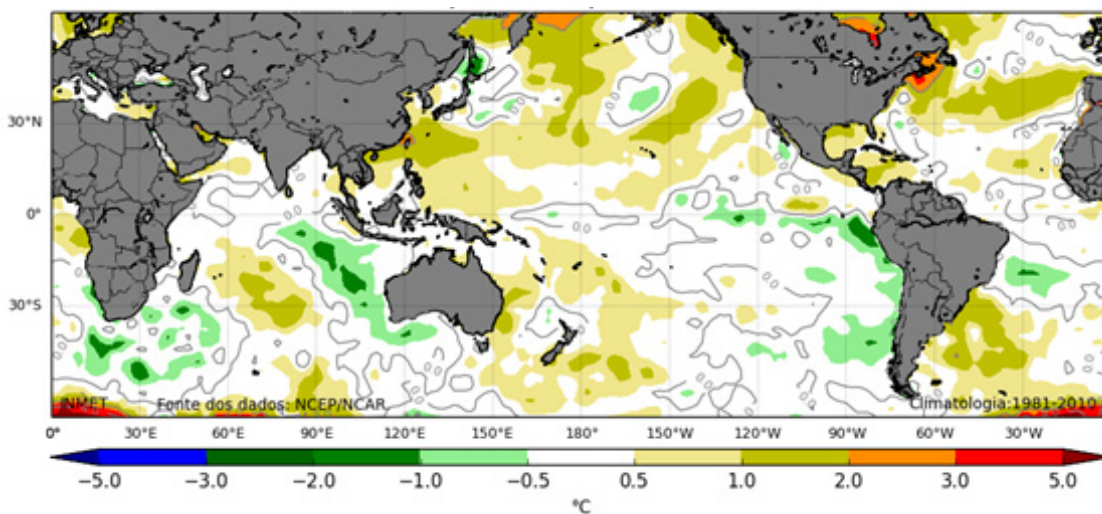 30°N
0°
30°S
INMET Fonte dos dados: NCEP/NCAR Climatologia:1981-2010
0° 30°E 60°E 90°E 120°E 150°E 180° 150°W 120°W 90°W 60°W 30°W
−5.0 −3.0 −2.0 −1.0 −0.5 0.5 1.0 2.0 3.0 5.0
°C